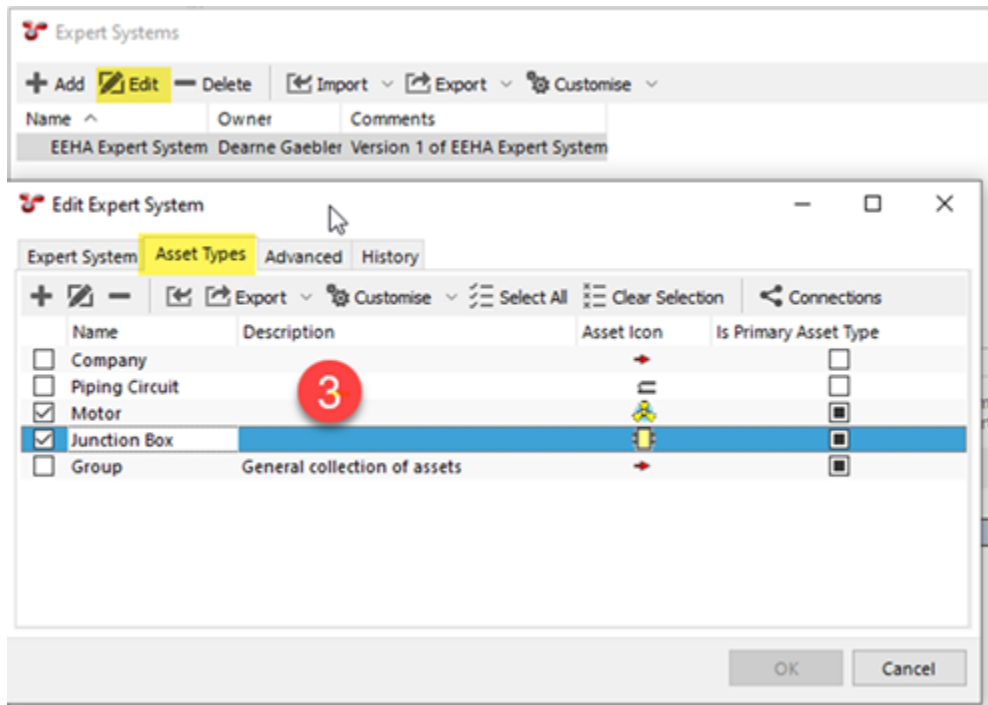 Expert Systems
Add Edit Delete Import Export Customise
Name Owner Comments
EEHA Expert System Dearne Gaebler Version 1 of EEHA Expert System
Edit Expert System
Expert System Asset Types Advanced History
Export Customise Select All Clear Selection Connections
Name Description Asset Icon Is Primary Asset Type
Company
Piping Circuit
3
Motor
Junction Box
Group General collection of assets
OK Cancel